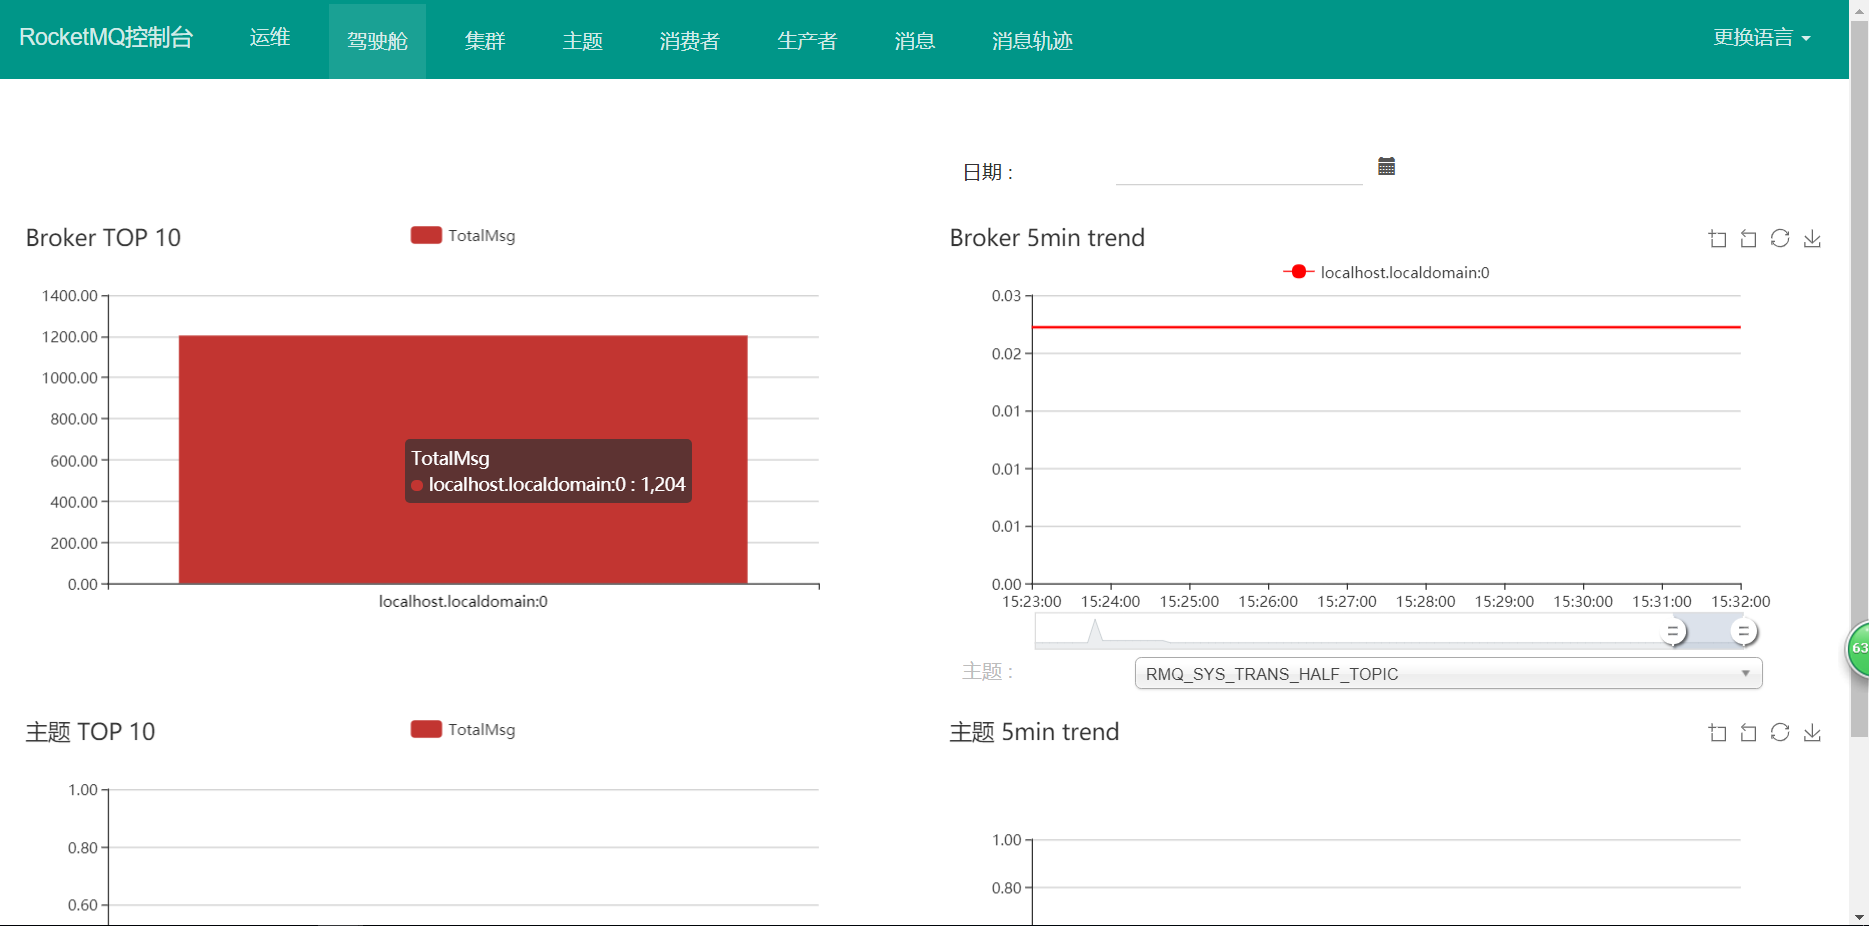 RocketMQ控制台 运维 驾驶舱 集群 主题 消费者 生产者 消息 消息轨迹 更换语言
日期 :
Broker TOP 10
TotalMsg
1400.00
1200.00
1000.00
800.00
600.00
400.00
200.00
0.00
TotalMsg
localhost.localdomain:0 : 1,204
localhost.localdomain:0
Broker 5min trend
localhost.localdomain:0
0.03
0.02
0.01
0.01
0.01
0.00
15:23:00 15:24:00 15:25:00 15:26:00 15:27:00 15:28:00 15:29:00 15:30:00 15:31:00 15:32:00
63
主题 :
RMQ_SYS_TRANS_HALF_TOPIC
主题 TOP 10
TotalMsg
1.00
0.80
0.60
主题 5min trend
1.00
0.80